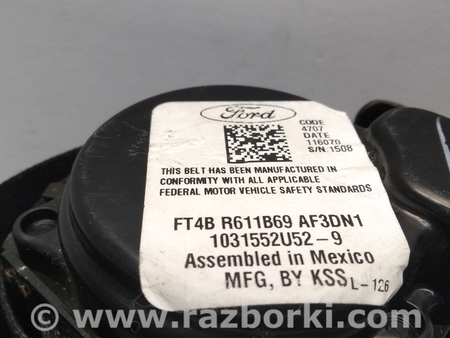 Ford
CODE
4707
DATE
116070
S/N.1508
THIS BELT HAS BEEN MANUFACTURED IN
CONFORMITY WITH ALL APPLICABLE
FEDERAL MOTOR VEHICLE SAFETY STANDARDS
FT4B R611B69 AF3DN1
1031552U52-9
Assembled in Mexico
MFG, BY KSS L-126
© www.razborki.com